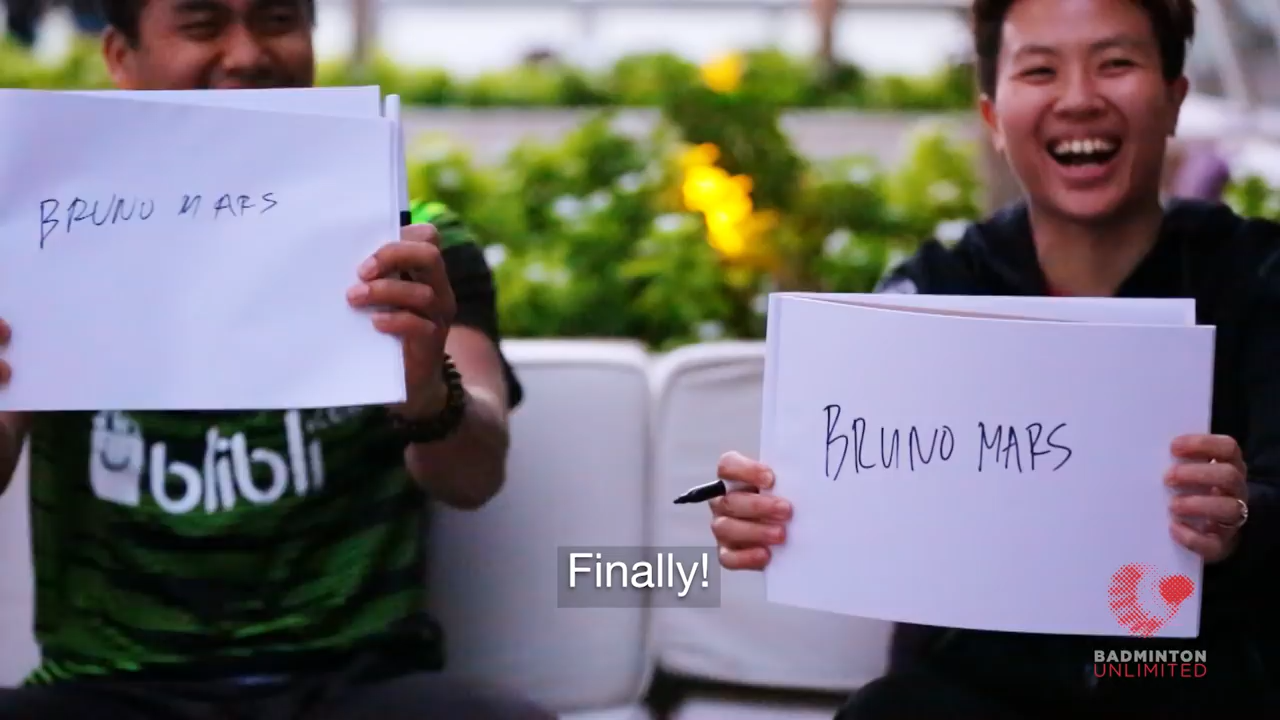 BRUNO MARS
BRUNO MARS
blibli
Finally!
BADMINTON
UNLIMITED